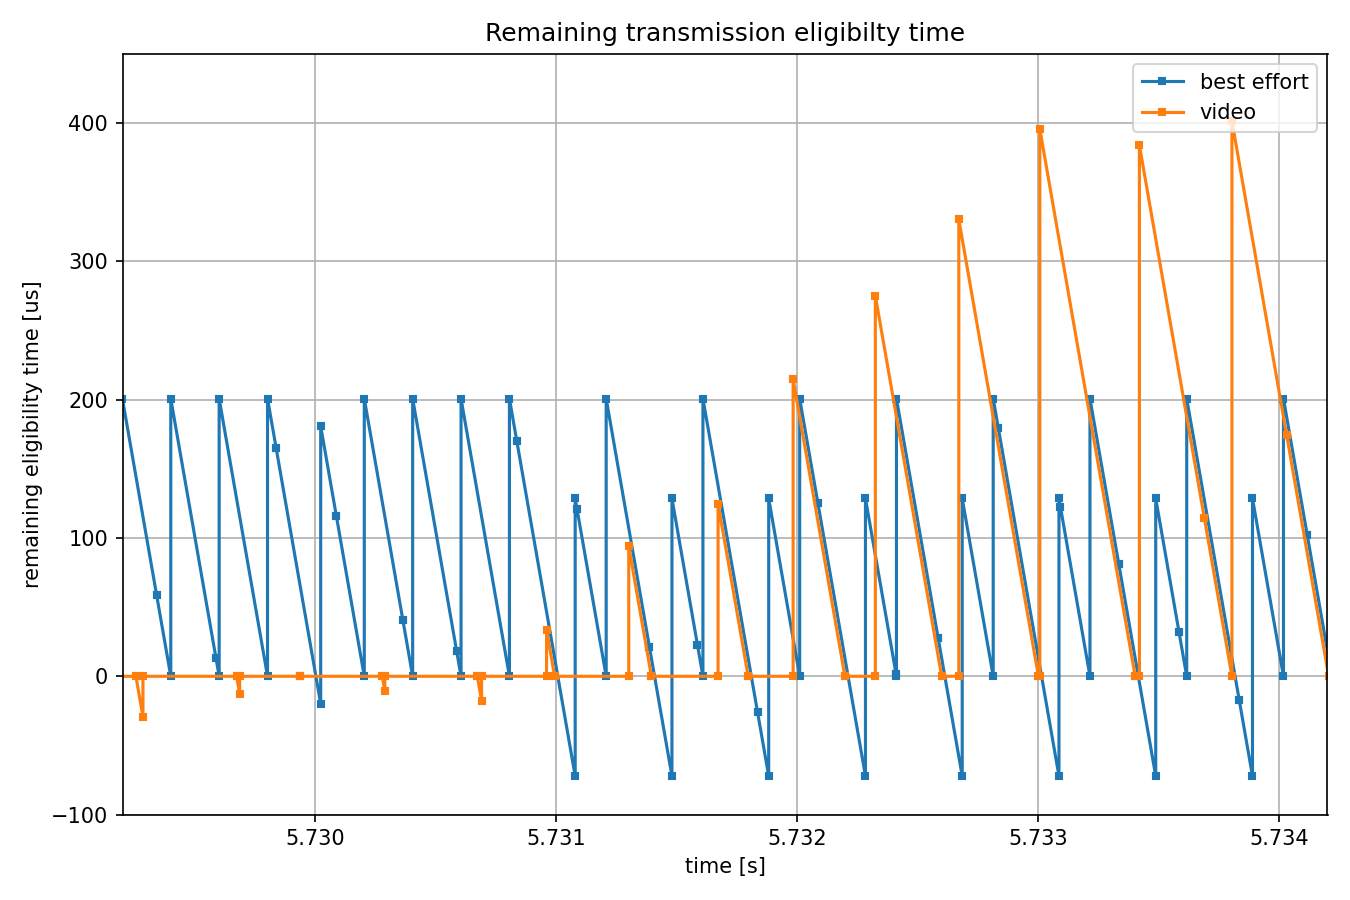 Remaining transmission eligibilty time
best effort
video
remaining eligibility time [us]
400
300
200
100
0
−100
5.730
5.731
5.732
5.733
5.734
time [s]